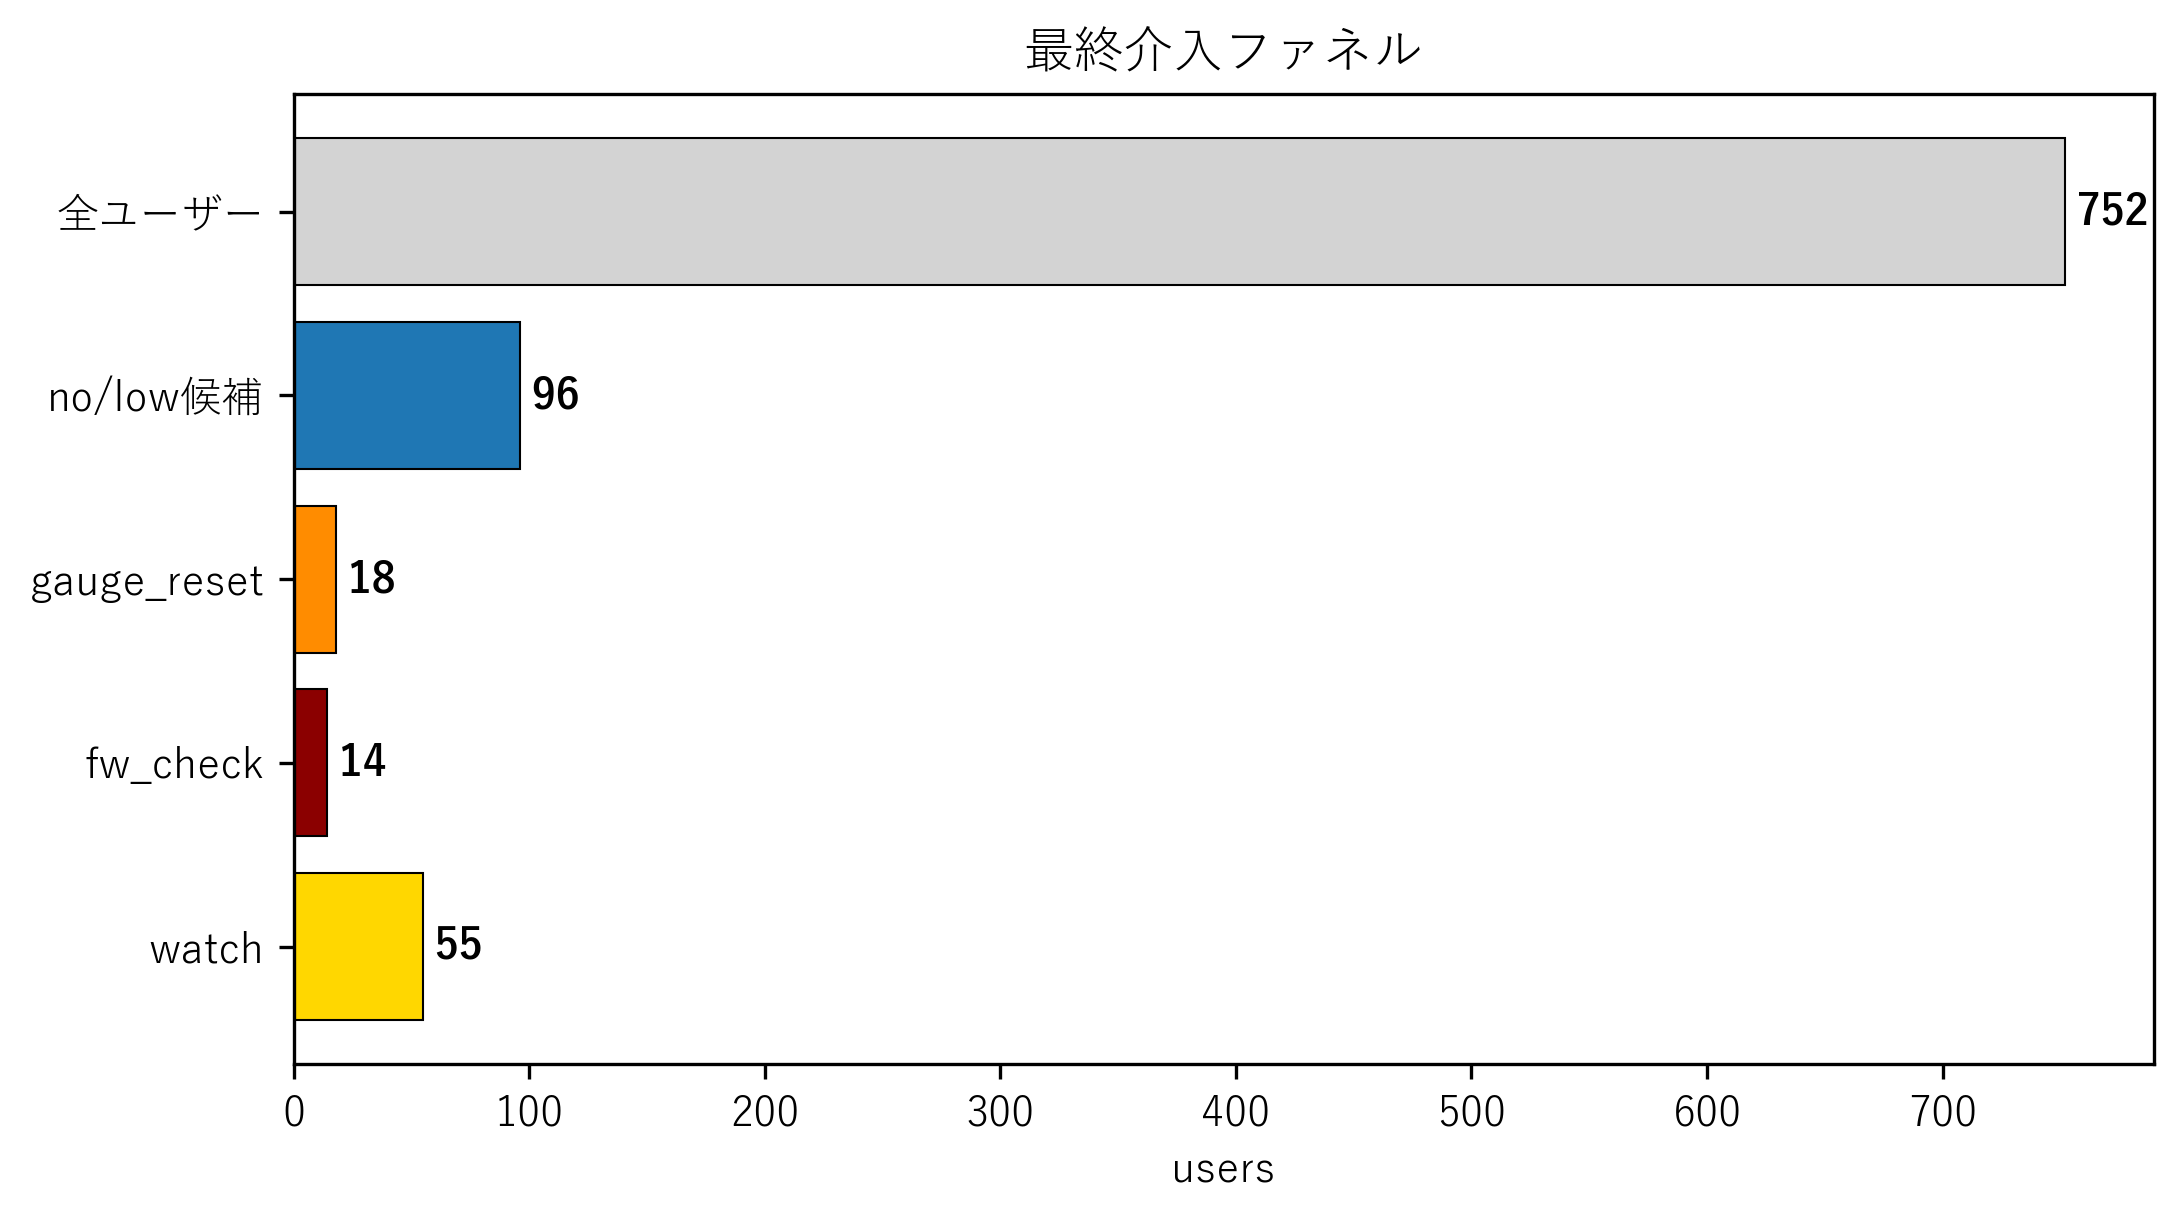 最終介入ファネル
全ユーザー 752
no/low候補 96
gauge_reset 18
fw_check 14
watch 55
0 100 200 300 400 500 600 700
users